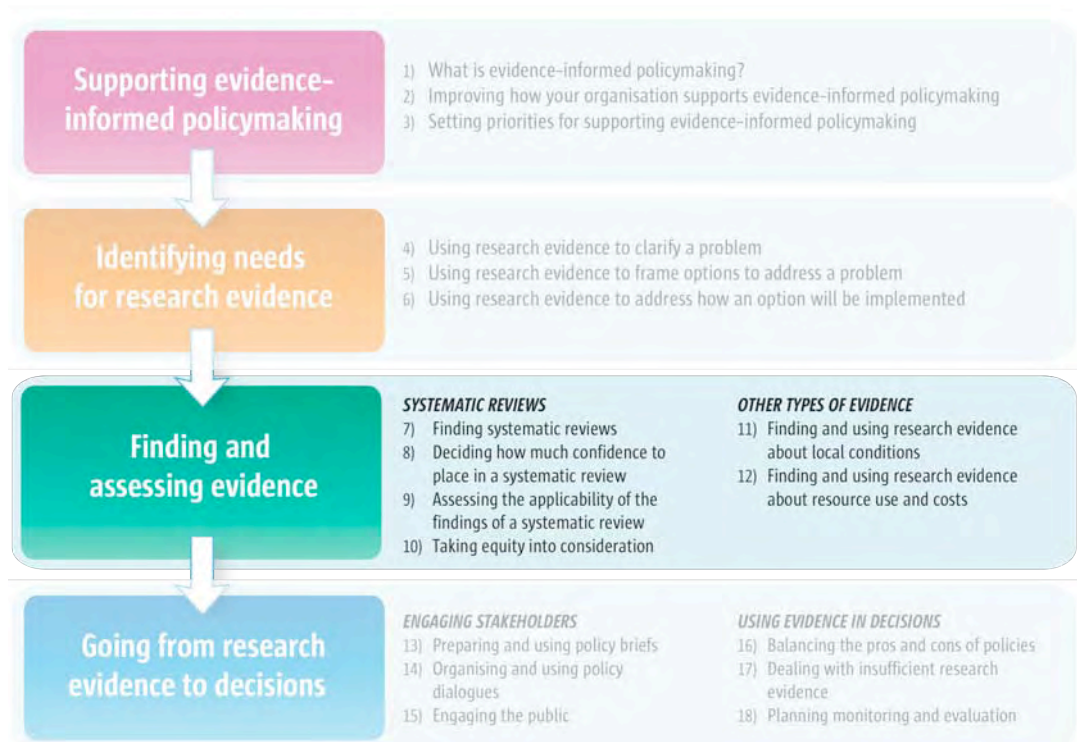 Supporting evidence-
informed policymaking
1) What is evidence-informed policymaking?
2) Improving how your organisation supports evidence-informed policymaking
3) Setting priorities for supporting evidence-informed policymaking
Identifying needs
for research evidence
4) Using research evidence to clarify a problem
5) Using research evidence to frame options to address a problem
6) Using research evidence to address how an option will be implemented
Finding and
assessing evidence
SYSTEMATIC REVIEWS
7) Finding systematic reviews
8) Deciding how much confidence to
place in a systematic review
9) Assessing the applicability of the
findings of a systematic review
10) Taking equity into consideration
OTHER TYPES OF EVIDENCE
11) Finding and using research evidence
about local conditions
12) Finding and using research evidence
about resource use and costs
Going from research
evidence to decisions
ENGAGING STAKEHOLDERS
13) Preparing and using policy briefs
14) Organising and using policy
dialogues
15) Engaging the public
USING EVIDENCE IN DECISIONS
16) Balancing the pros and cons of policies
17) Dealing with insufficient research
evidence
18) Planning monitoring and evaluation